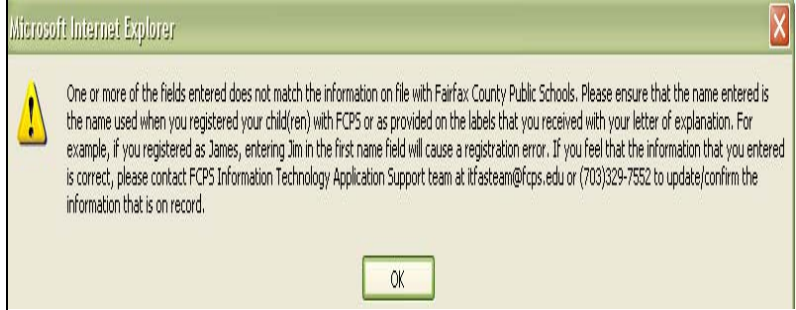 Microsoft Internet Explorer
One or more of the fields entered does not match the information on file with Fairfax County Public Schools. Please ensure that the name entered is
the name used when you registered your child(ren) with FCPS or as provided on the labels that you received with your letter of explanation. For
example, if you registered as James, entering Jim in the first name field will cause a registration error. If you feel that the information that you entered
is correct, please contact FCPS Information Technology Application Support team at itfasteam@fcps.edu or (703)329-7552 to update/confirm the
information that is on record.
OK